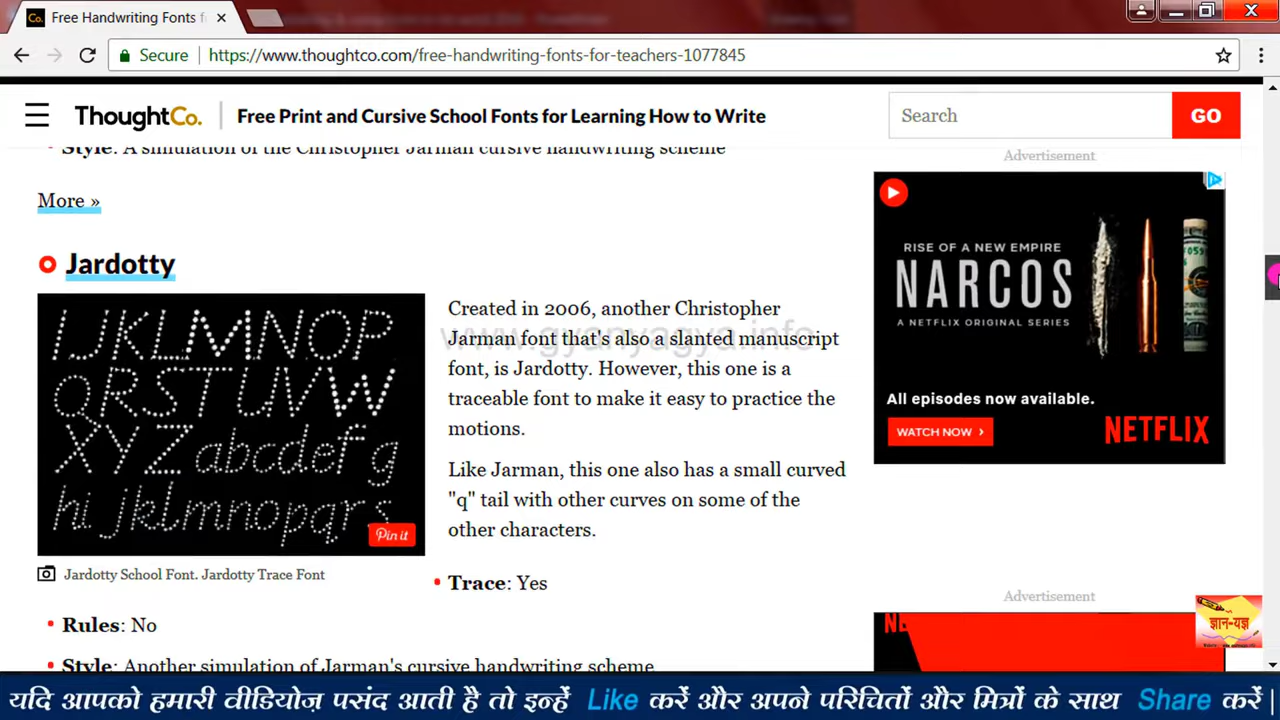 Free Handwriting Fonts f
Secure
https://www.thoughtco.com/free-handwriting-fonts-for-teachers-1077845
ThoughtCo.
Free Print and Cursive School Fonts for Learning How to Write
Search
GO
Style: A simulation of the Christopher Jarman cursive handwriting scheme
More »
Jardotty
IJKLMNOP
QRSTUVW
XYZabcdefg
hijklmnopqrs
Pin it
Jardotty School Font. Jardotty Trace Font
Created in 2006, another Christopher
Jarman font that's also a slanted manuscript
font, is Jardotty. However, this one is a
traceable font to make it easy to practice the
motions.
Like Jarman, this one also has a small curved
"q" tail with other curves on some of the
other characters.
Trace: Yes
Rules: No
Style: Another simulation of Jarman's cursive handwriting scheme
www.gyanyagya.info
Advertisement
RISE OF A NEW EMPIRE
NARCOS
A NETFLIX ORIGINAL SERIES
All episodes now available.
WATCH NOW ›
NETFLIX
Advertisement
NE
ज्ञान-यज्ञ
यदि आपको हमारी वीडियोज़ पसंद आती है तो इन्हें Like करें और अपने परिचितों और मित्रों के साथ Share करें |